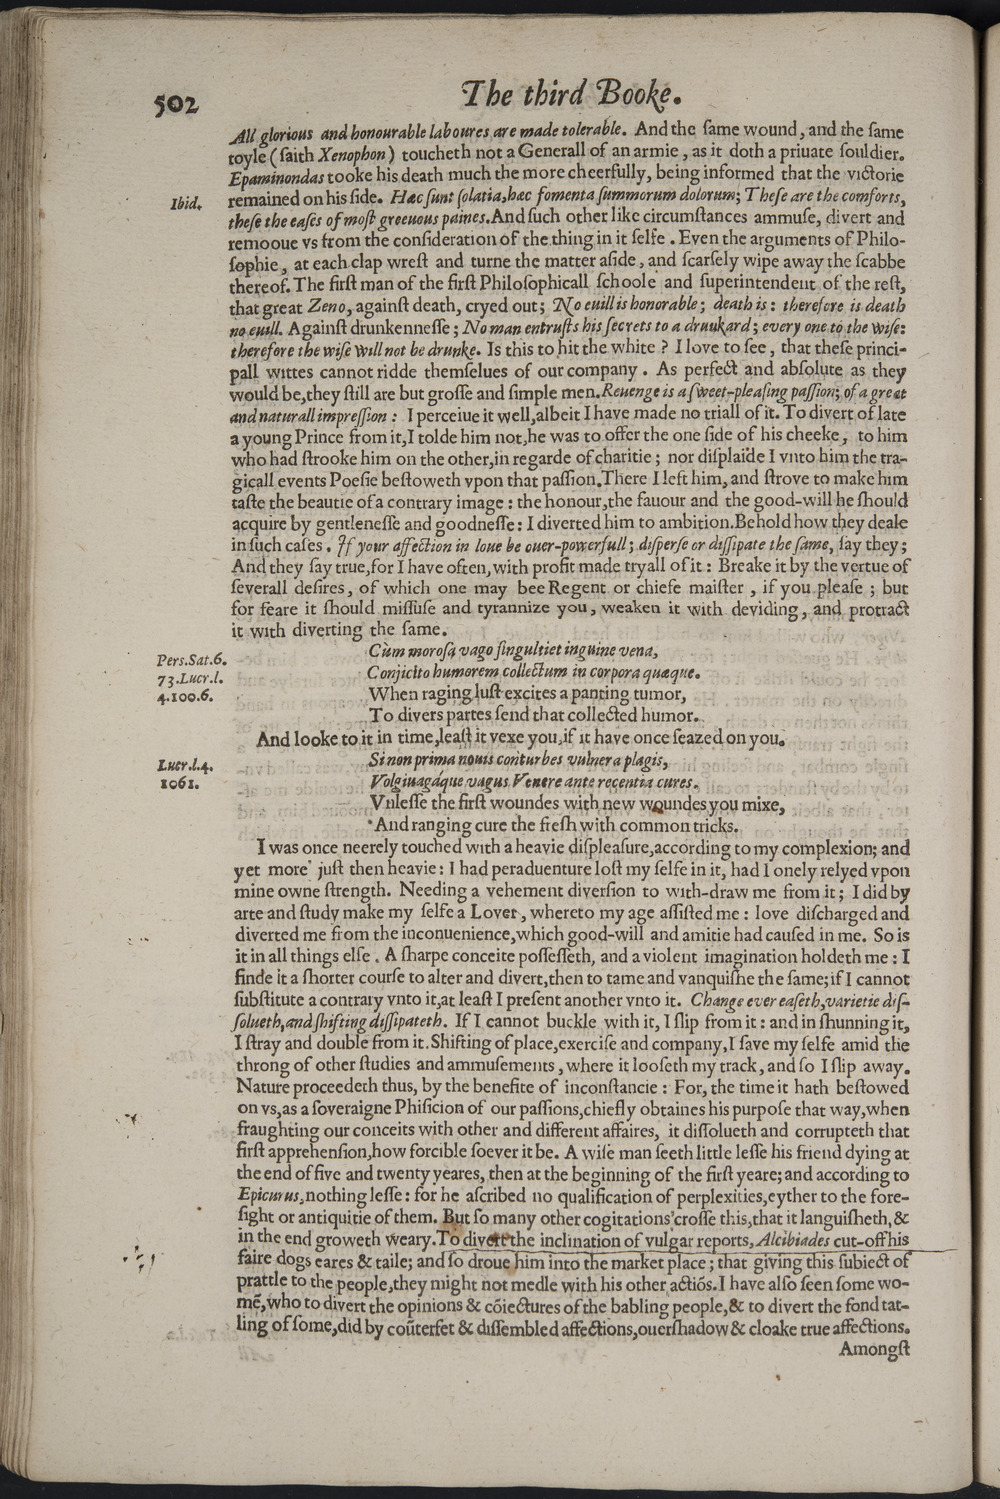 502
The third Booke.
All glorious and honourable laboures are made tolerable. And the ſame wound, and the ſame
toyle (ſaith Xenophon) toucheth not a Generall of an armie, as it doth a priuate ſouldier.
Epaminondas tooke his death much the more cheerfully, being informed that the victorie
Ibid.
remained on his ſide. Hæc ſunt ſolatia, hæc fomenta ſummorum dolorum; Theſe are the comforts,
theſe the eaſes of moſt greeuous paines. And ſuch other like circumſtances ammuſe, divert and
remooue vs from the conſideration of the thing in it ſelfe. Even the arguments of Philo-
ſophie, at each clap wreſt and turne the matter aſide, and ſcarſely wipe away the ſcabbe
thereof. The firſt man of the firſt Philoſophicall ſchoole and ſuperintendent of the reſt,
that great Zeno, againſt death, cryed out; No euill is honorable; death is: therefore is death
no euill. Againſt drunkenneſſe; No man entruſts his ſecrets to a drunkard; every one to the wiſe:
therefore the wiſe will not be drunke. Is this to hit the white? I love to ſee, that theſe princi-
pall wittes cannot ridde themſelues of our company. As perfect and abſolute as they
would be, they ſtill are but groſſe and ſimple men. Reuenge is a ſweet-pleaſing paſſion; of a great
and naturall impreſſion: I perceiue it well, albeit I have made no triall of it. To divert of late
a young Prince from it, I tolde him not, he was to offer the one ſide of his cheeke, to him
who had ſtrooke him on the other, in regarde of charitie; nor diſplaide I vnto him the tra-
gicall events Poeſie beſtoweth vpon that paſſion. There I left him, and ſtrove to make him
taſte the beautie of a contrary image: the honour, the fauour and the good-will he ſhould
acquire by gentleneſſe and goodneſſe: I diverted him to ambition. Behold how they deale
in ſuch caſes. If your affection in loue be ouer-powerfull; diſperſe or diſſipate the ſame, ſay they;
And they ſay true, for I have often, with profit made tryall of it: Breake it by the vertue of
ſeverall deſires, of which one may bee Regent or chiefe maiſter, if you pleaſe; but
for feare it ſhould miſſuſe and tyrannize you, weaken it with deviding, and protract
it with diverting the ſame.
Pers.Sat.6.
73.Lucr.l.
4.100.6.
Cùm moroſa vago ſingultiet inguine vena,
Conjicito humorem collectum in corpora quæque.
When raging luſt excites a panting tumor,
To divers partes ſend that collected humor.
And looke to it in time, leaſt it vexe you, if it have once ſeazed on you.
Lucr.l.4.
1061.
Si non prima nouis conturbes vulnera plagis,
Volgiuagáque vagus Venere ante recentia cures.
Vnleſſe the firſt woundes with new woundes you mixe,
And ranging cure the freſh with common tricks.
I was once neerely touched with a heavie diſpleaſure, according to my complexion; and
yet more juſt then heavie: I had peraduenture loſt my ſelfe in it, had I onely relyed vpon
mine owne ſtrength. Needing a vehement diverſion to with-draw me from it; I did by
arte and ſtudy make my ſelfe a Lover, whereto my age aſſiſted me: love diſcharged and
diverted me from the inconuenience, which good-will and amitie had cauſed in me. So is
it in all things elſe. A ſharpe conceite poſſeſſeth, and a violent imagination holdeth me: I
finde it a ſhorter courſe to alter and divert, then to tame and vanquiſhe the ſame; if I cannot
ſubſtitute a contrary vnto it, at leaſt I preſent another vnto it. Change ever eaſeth, varietie diſ-
ſolueth, and ſhifting diſſipateth. If I cannot buckle with it, I ſlip from it: and in ſhunning it,
I ſtray and double from it. Shifting of place, exerciſe and company, I ſave my ſelfe amid the
throng of other ſtudies and ammuſements, where it looſeth my track, and ſo I ſlip away.
Nature proceedeth thus, by the benefite of inconſtancie: For, the time it hath beſtowed
on vs, as a ſoveraigne Phiſicion of our paſſions, chiefly obtaines his purpoſe that way, when
fraughting our conceits with other and different affaires, it diſſolueth and corrupteth that
firſt apprehenſion, how forcible ſoever it be. A wiſe man ſeeth little leſſe his friend dying at
the end of five and twenty yeares, then at the beginning of the firſt yeare; and according to
Epicurus, nothing leſſe: for he aſcribed no qualification of perplexities, eyther to the fore-
ſight or antiquitie of them. But ſo many other cogitations croſſe this, that it languiſheth, &
in the end groweth weary. To divert the inclination of vulgar reports, Alcibiades cut-off his
faire dogs eares & taile; and ſo droue him into the market place; that giving this ſubiect of
prattle to the people, they might not medle with his other actiõs. I have alſo ſeen ſome wo-
mẽ, who to divert the opinions & cõiectures of the babling people, & to divert the fond tat-
ling of ſome, did by coũterfet & diſſembled affections, ouerſhadow & cloake true affections.
Amongſt